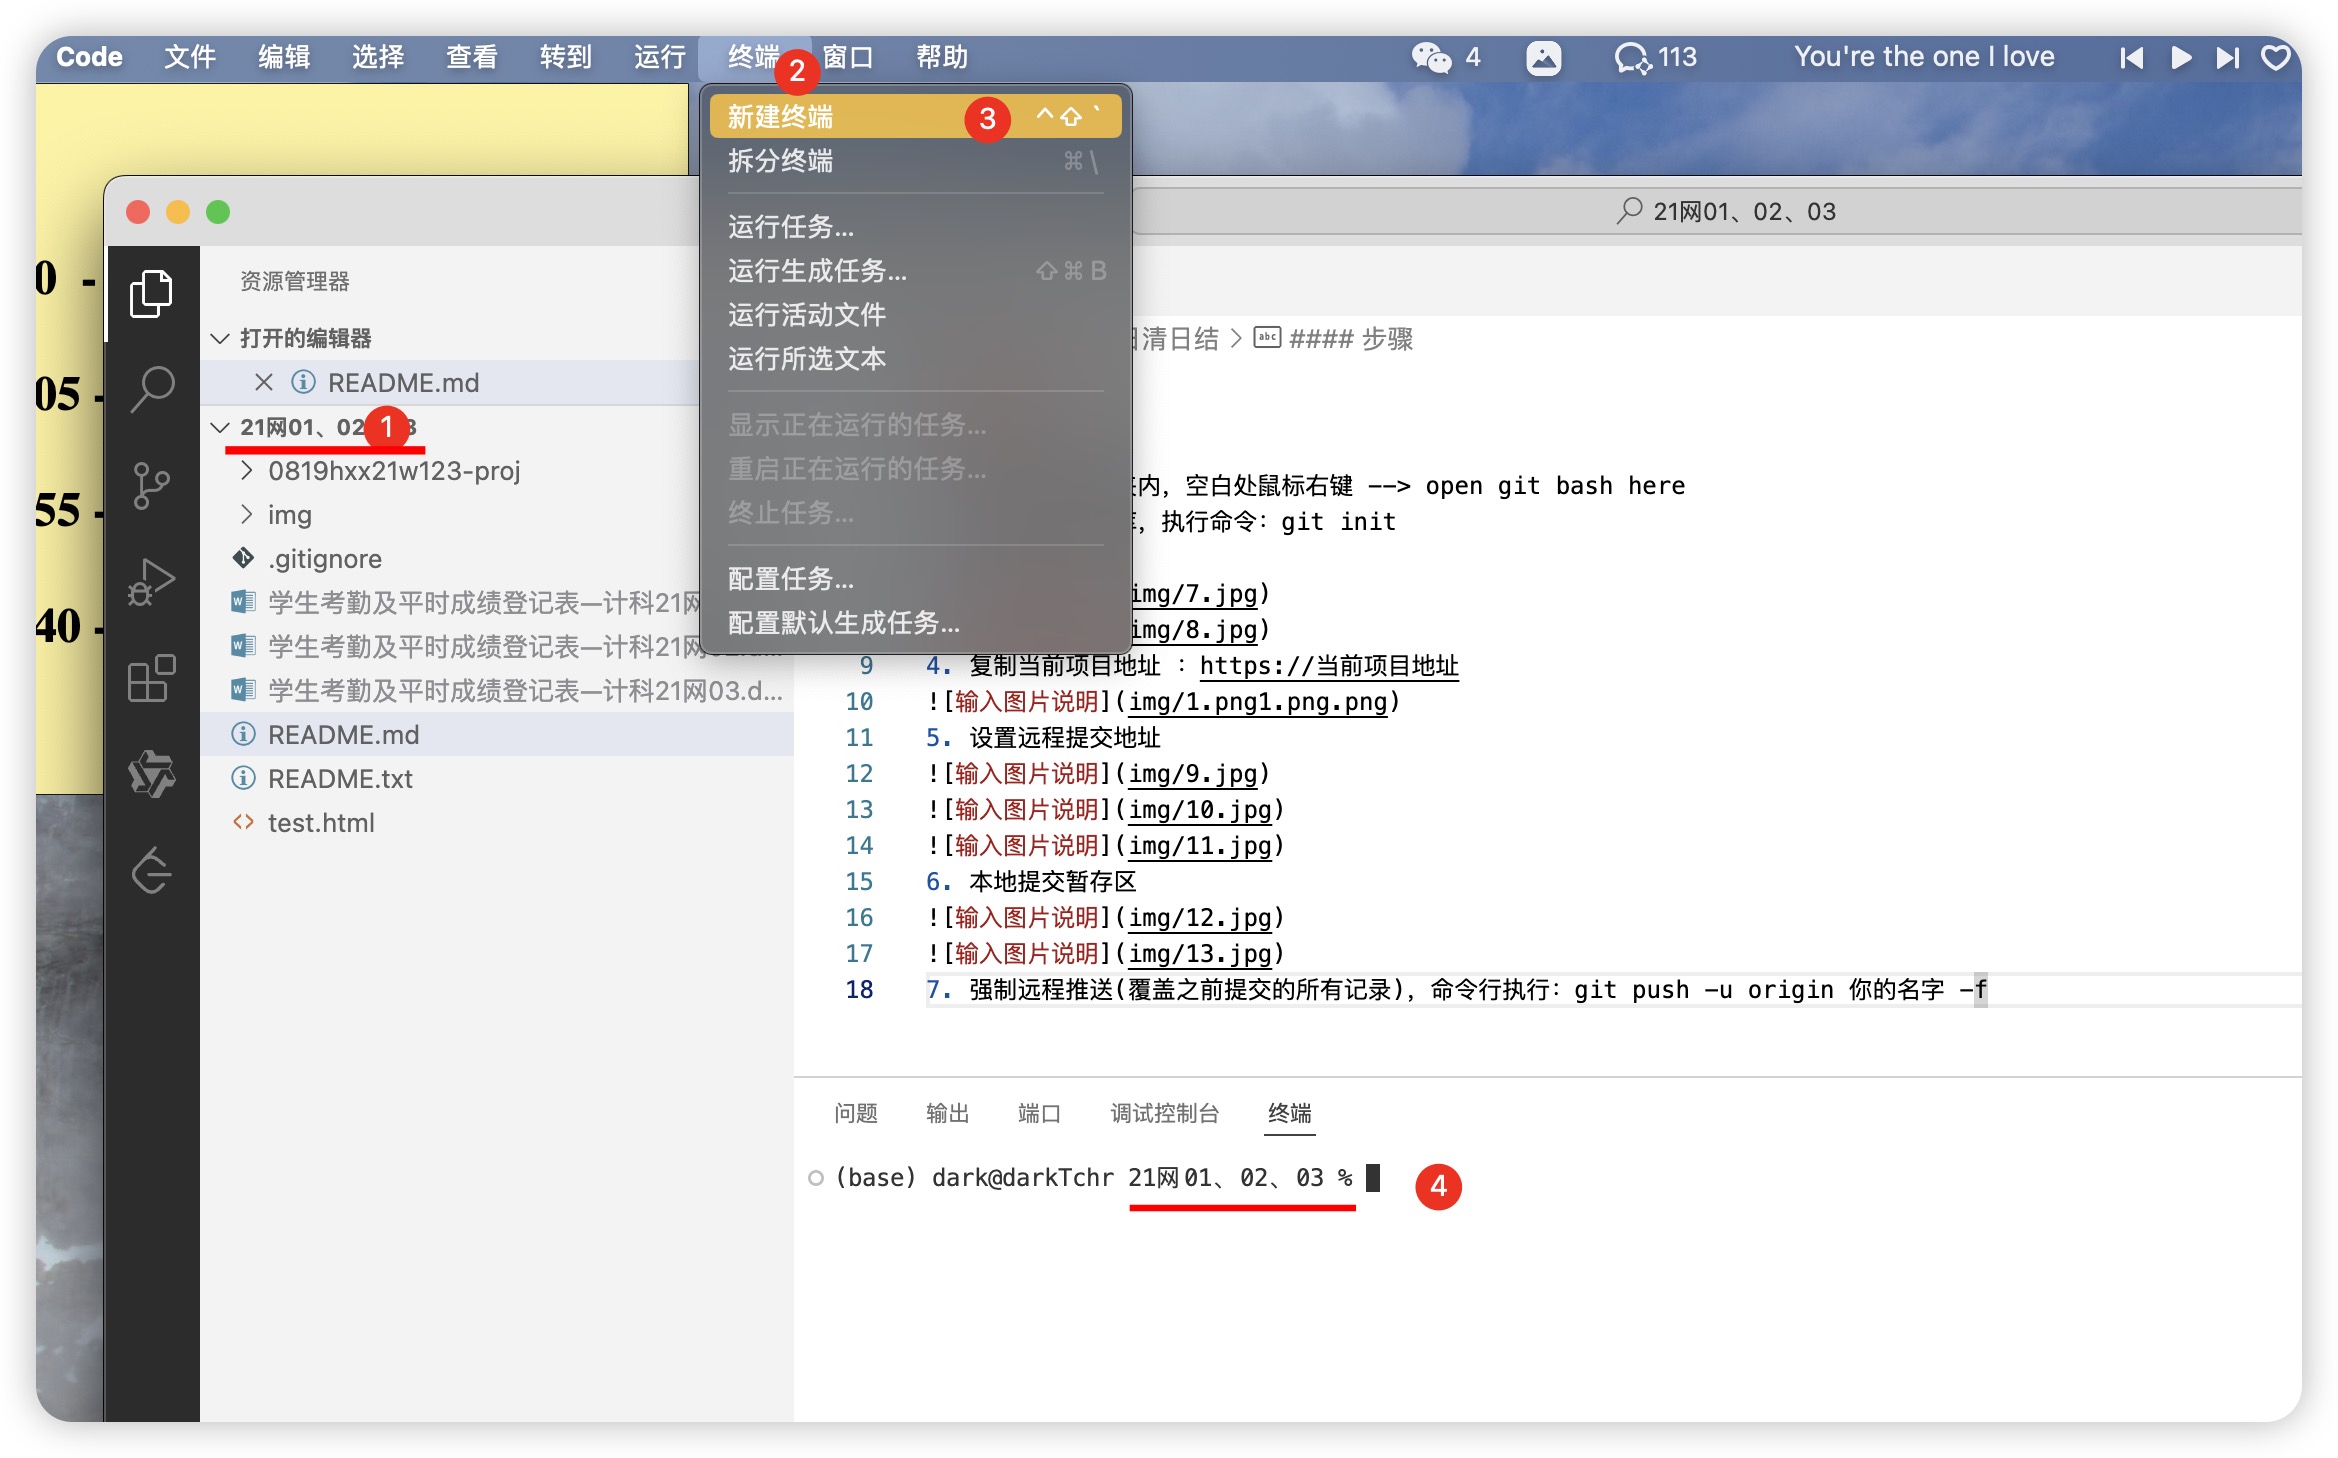 Code 文件 编辑 选择 查看 转到 运行 终端 窗口 帮助 4 113 You're the one I love
2
新建终端 3 ^⇧`
拆分终端 ⌘\
运行任务...
运行生成任务... ⇧⌘B
运行活动文件
运行所选文本
显示正在运行的任务...
重启正在运行的任务...
终止任务...
配置任务...
配置默认生成任务...
21网01、02、03
0 -
05 -
55 -
40 -
资源管理器
打开的编辑器
README.md
21网01、02 1 3
0819hxx21w123-proj
img
.gitignore
学生考勤及平时成绩登记表—计科21网
学生考勤及平时成绩登记表—计科21网
学生考勤及平时成绩登记表—计科21网03.d...
README.md
README.txt
test.html
清日结 > abc #### 步骤
内，空白处鼠标右键 --> open git bash here
，执行命令：git init
img/7.jpg)
img/8.jpg)
9 4. 复制当前项目地址 ：https://当前项目地址
10 ![输入图片说明](img/1.png1.png.png)
11 5. 设置远程提交地址
12 ![输入图片说明](img/9.jpg)
13 ![输入图片说明](img/10.jpg)
14 ![输入图片说明](img/11.jpg)
15 6. 本地提交暂存区
16 ![输入图片说明](img/12.jpg)
17 ![输入图片说明](img/13.jpg)
18 7. 强制远程推送(覆盖之前提交的所有记录)，命令行执行：git push -u origin 你的名字 -f
问题 输出 端口 调试控制台 终端
(base) dark@darkTchr 21网01、02、03 % 4